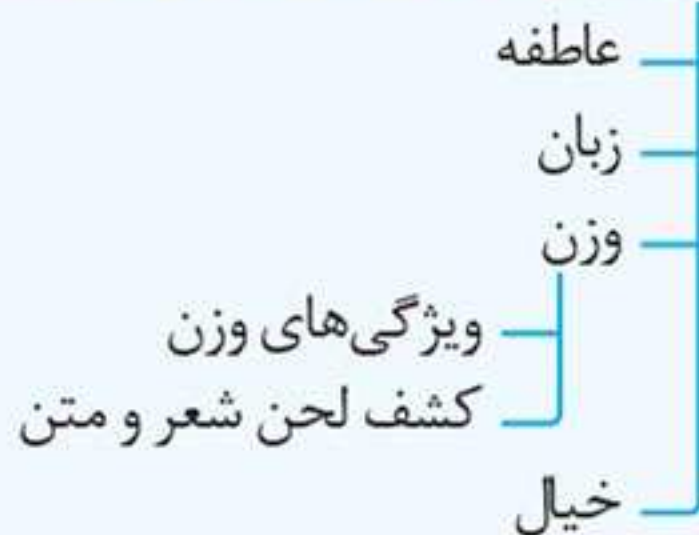 عاطفه
زبان
وزن
ویژگی‌های وزن
کشف لحن شعر و متن
خیال